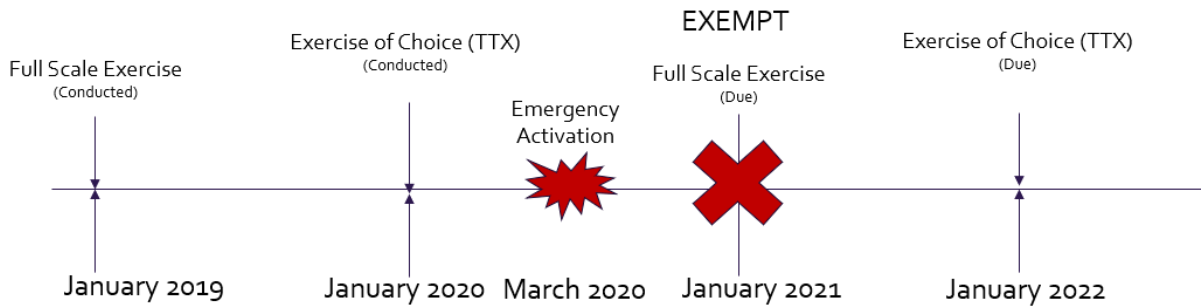 EXEMPT
Full Scale Exercise
(Conducted)
Exercise of Choice (TTX)
(Conducted)
Emergency
Activation
Full Scale Exercise
(Due)
Exercise of Choice (TTX)
(Due)
January 2019
January 2020
March 2020
January 2021
January 2022